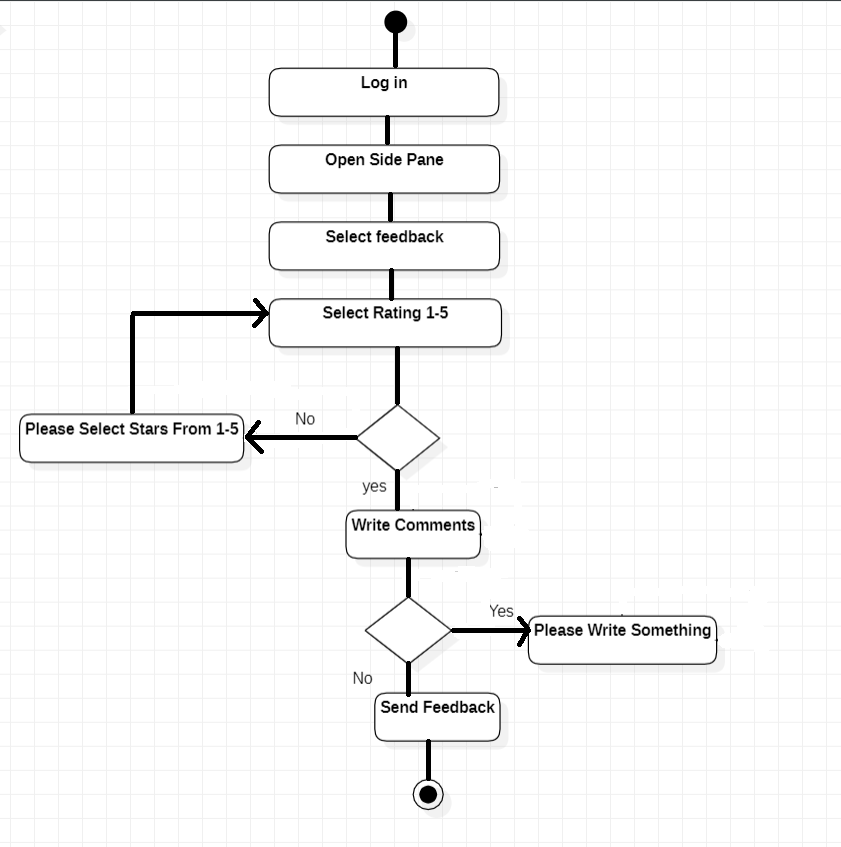 Log in
Open Side Pane
Select feedback
Select Rating 1-5
No
Please Select Stars From 1-5
yes
Write Comments
Yes
Please Write Something
No
Send Feedback